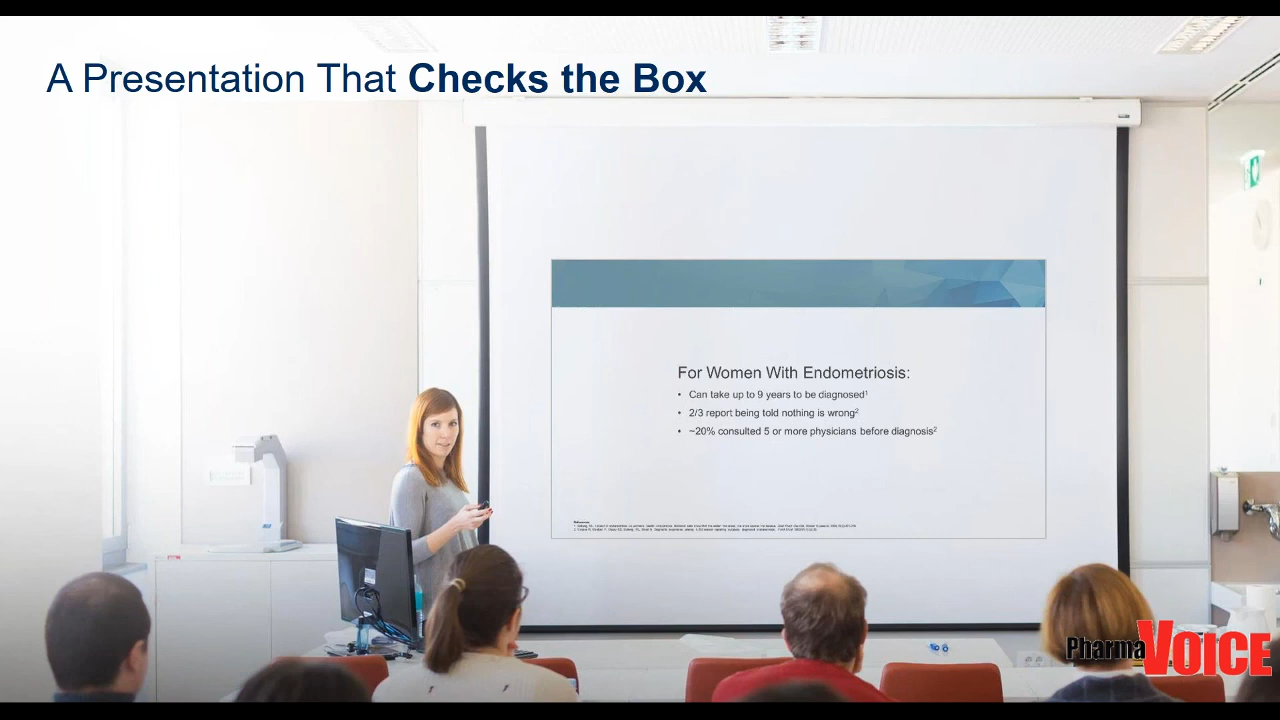 A Presentation That Checks the Box
For Women With Endometriosis:
• Can take up to 9 years to be diagnosed¹
• 2/3 report being told nothing is wrong²
• ~20% consulted 5 or more physicians before diagnosis²
PharmaVOICE